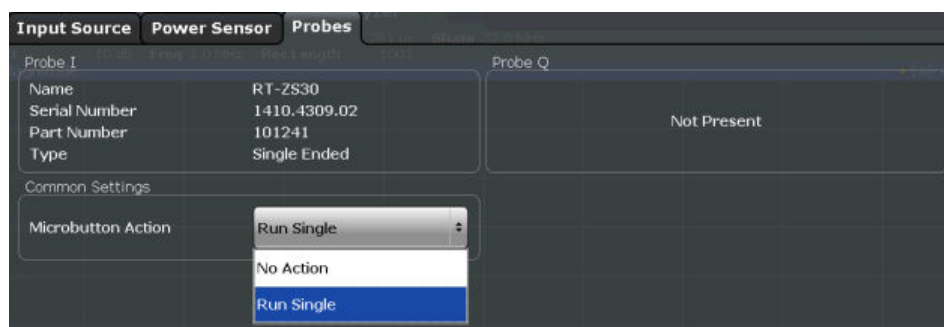 Input Source Power Sensor Probes
Probe I
Name RT-ZS30
Serial Number 1410.4309.02
Part Number 101241
Type Single Ended
Probe Q
Not Present
Common Settings
Microbutton Action Run Single
No Action
Run Single